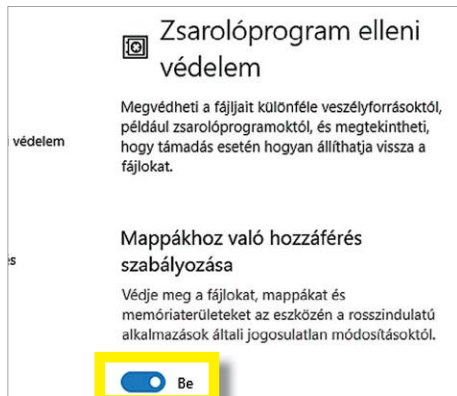 Zsarolóprogram elleni
védelem
Megvédheti a fájljait különféle veszélyforrásoktól,
például zsarolóprogramoktól, és megtekintheti,
védelem
hogy támadás esetén hogyan állíthatja vissza a
fájlokat.
Mappákhoz való hozzáférés
szabályozása
Védje meg a fájlokat, mappákat és
memóriaterületeket az eszközén a rosszindulatú
alkalmazások általi jogosulatlan módosításoktól.
Be